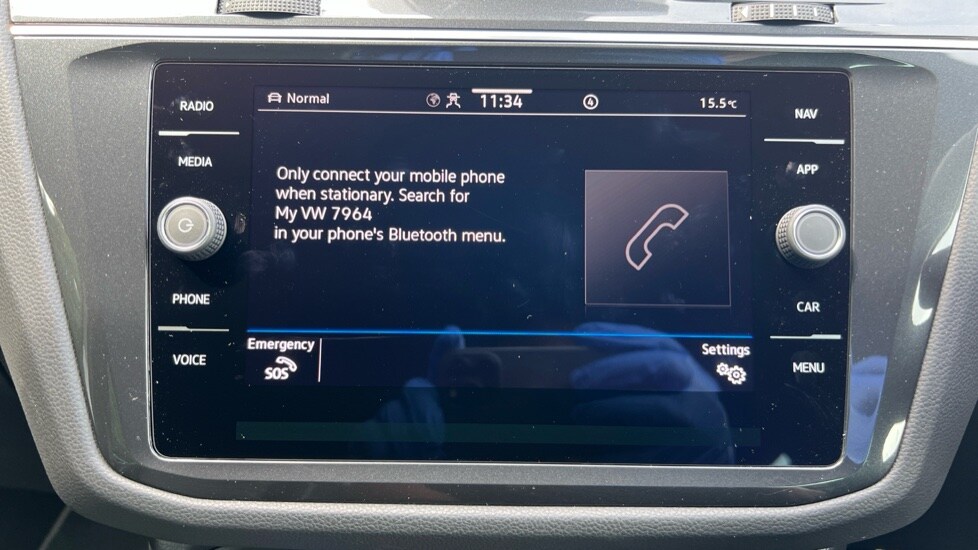 RADIO
MEDIA
PHONE
VOICE
Normal
11:34
4
15.5°C
Only connect your mobile phone
when stationary. Search for
My VW 7964
in your phone's Bluetooth menu.
Emergency
SOS
Settings
NAV
APP
CAR
MENU